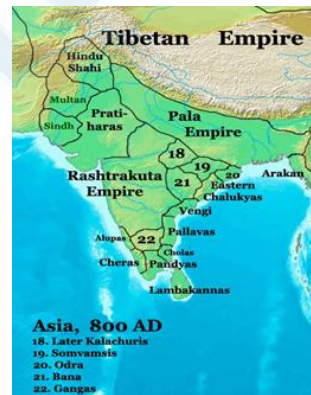 Tibetan Empire
Hindu
Shahi
Multan
Prati-
haras
Sindh
Pala
Empire
18
19
20
21
Arakan
Rashtrakuta
Empire
Eastern
Chalukyas
Vengi
Pallavas
Alupas
22
Cholas
Cheras
Pandyas
Lambakannas
Asia, 800 AD
18. Later Kalachuris
19. Somvamsis
20. Odra
21. Bana
22. Gangas